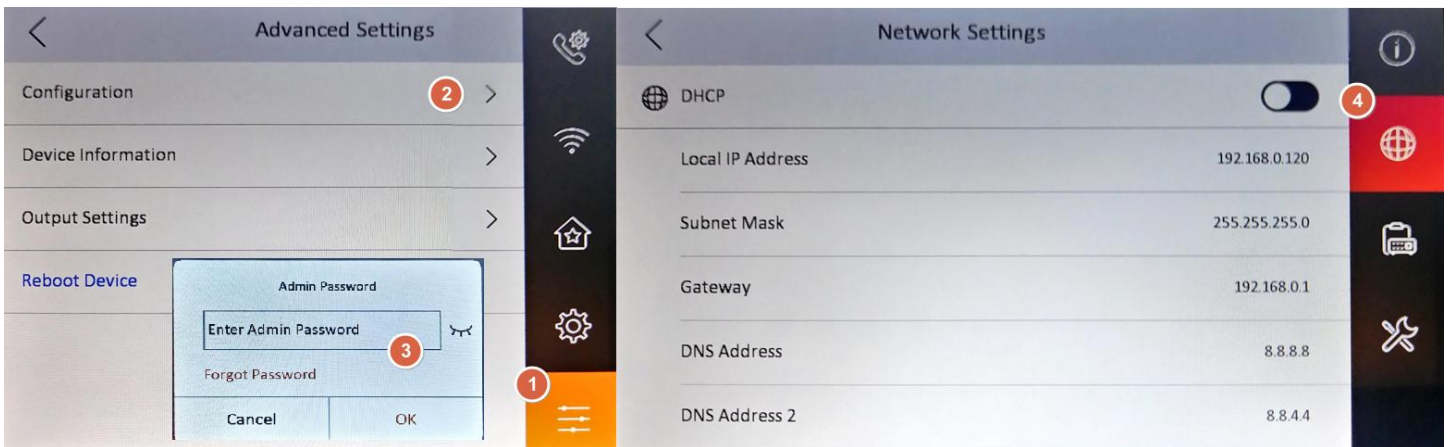 Advanced Settings
Configuration
2
Device Information
Output Settings
Reboot Device
Admin Password
Enter Admin Password
3
Forgot Password
Cancel OK
1
Network Settings
DHCP
4
Local IP Address 192.168.0.120
Subnet Mask 255.255.255.0
Gateway 192.168.0.1
DNS Address 8.8.8.8
DNS Address 2 8.8.4.4